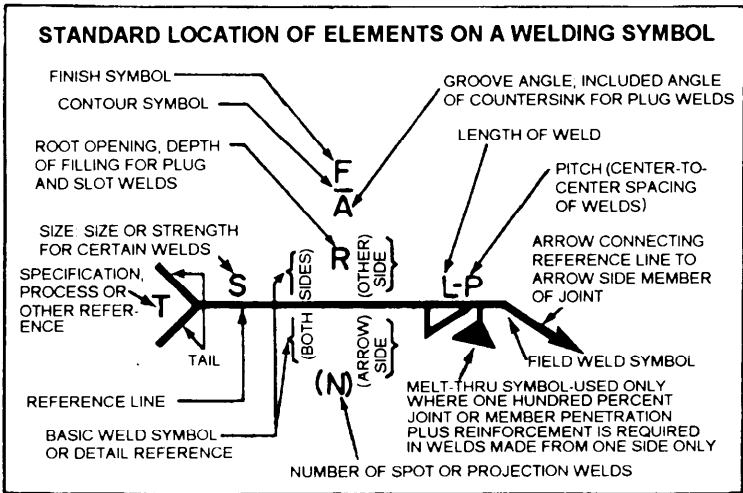 STANDARD LOCATION OF ELEMENTS ON A WELDING SYMBOL
FINISH SYMBOL
CONTOUR SYMBOL
ROOT OPENING, DEPTH
OF FILLING FOR PLUG
AND SLOT WELDS
SIZE: SIZE OR STRENGTH
FOR CERTAIN WELDS
SPECIFICATION,
PROCESS OR
OTHER REFER-
ENCE
T
TAIL
S
REFERENCE LINE
BASIC WELD SYMBOL
OR DETAIL REFERENCE
F
A
R
(N)
(BOTH SIDES)
(OTHER)
SIDE
(ARROW)
SIDE
GROOVE ANGLE; INCLUDED ANGLE
OF COUNTERSINK FOR PLUG WELDS
LENGTH OF WELD
PITCH (CENTER-TO-
CENTER SPACING
OF WELDS)
L-P
ARROW CONNECTING
REFERENCE LINE TO
ARROW SIDE MEMBER
OF JOINT
FIELD WELD SYMBOL
MELT-THRU SYMBOL-USED ONLY
WHERE ONE HUNDRED PERCENT
JOINT OR MEMBER PENETRATION
PLUS REINFORCEMENT IS REQUIRED
IN WELDS MADE FROM ONE SIDE ONLY
NUMBER OF SPOT OR PROJECTION WELDS